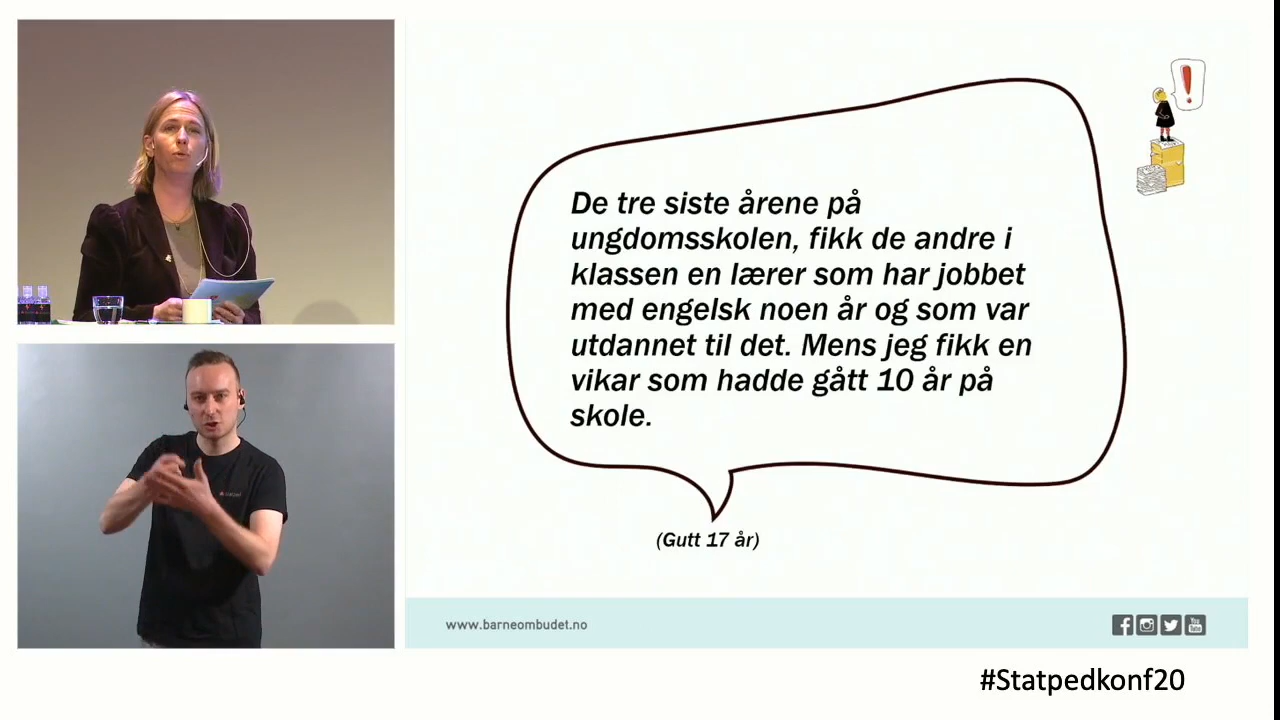 De tre siste årene på
ungdomsskolen, fikk de andre i
klassen en lærer som har jobbet
med engelsk noen år og som var
utdannet til det. Mens jeg fikk en
vikar som hadde gått 10 år på
skole.
(Gutt 17 år)
www.barneombudet.no
You
Tube
#Statpedkonf20